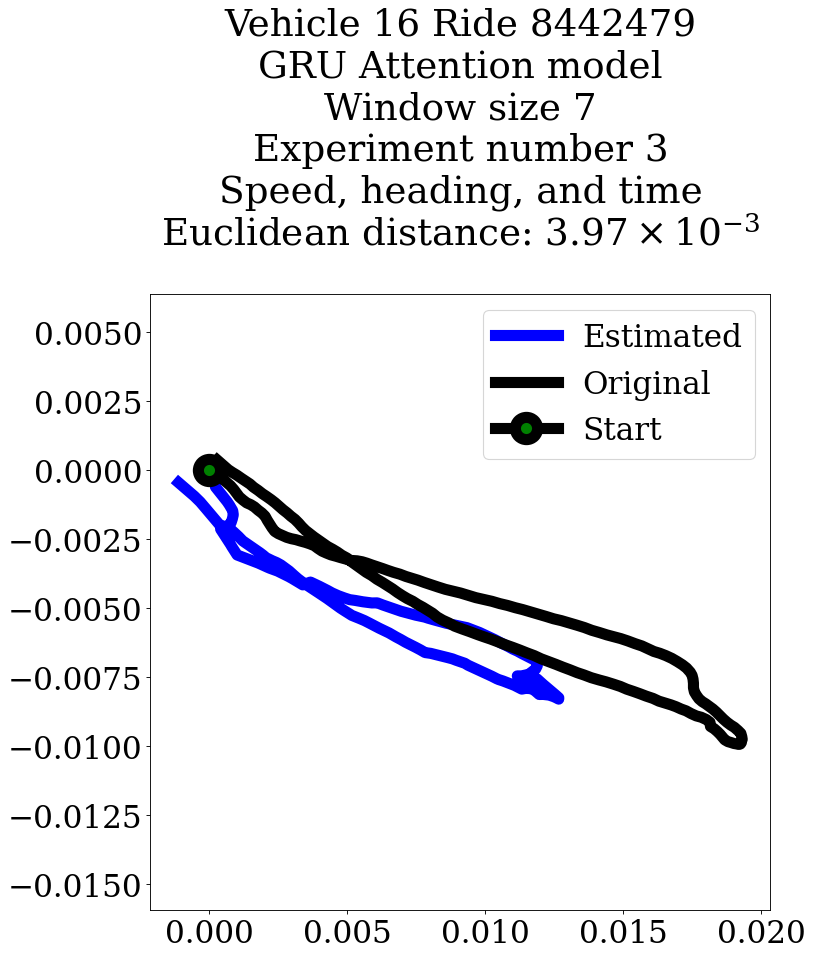 Vehicle 16 Ride 8442479
GRU Attention model
Window size 7
Experiment number 3
Speed, heading, and time
Euclidean distance: 3.97 × 10⁻³
Estimated
Original
Start
0.0050
0.0025
0.0000
−0.0025
−0.0050
−0.0075
−0.0100
−0.0125
−0.0150
0.000 0.005 0.010 0.015 0.020